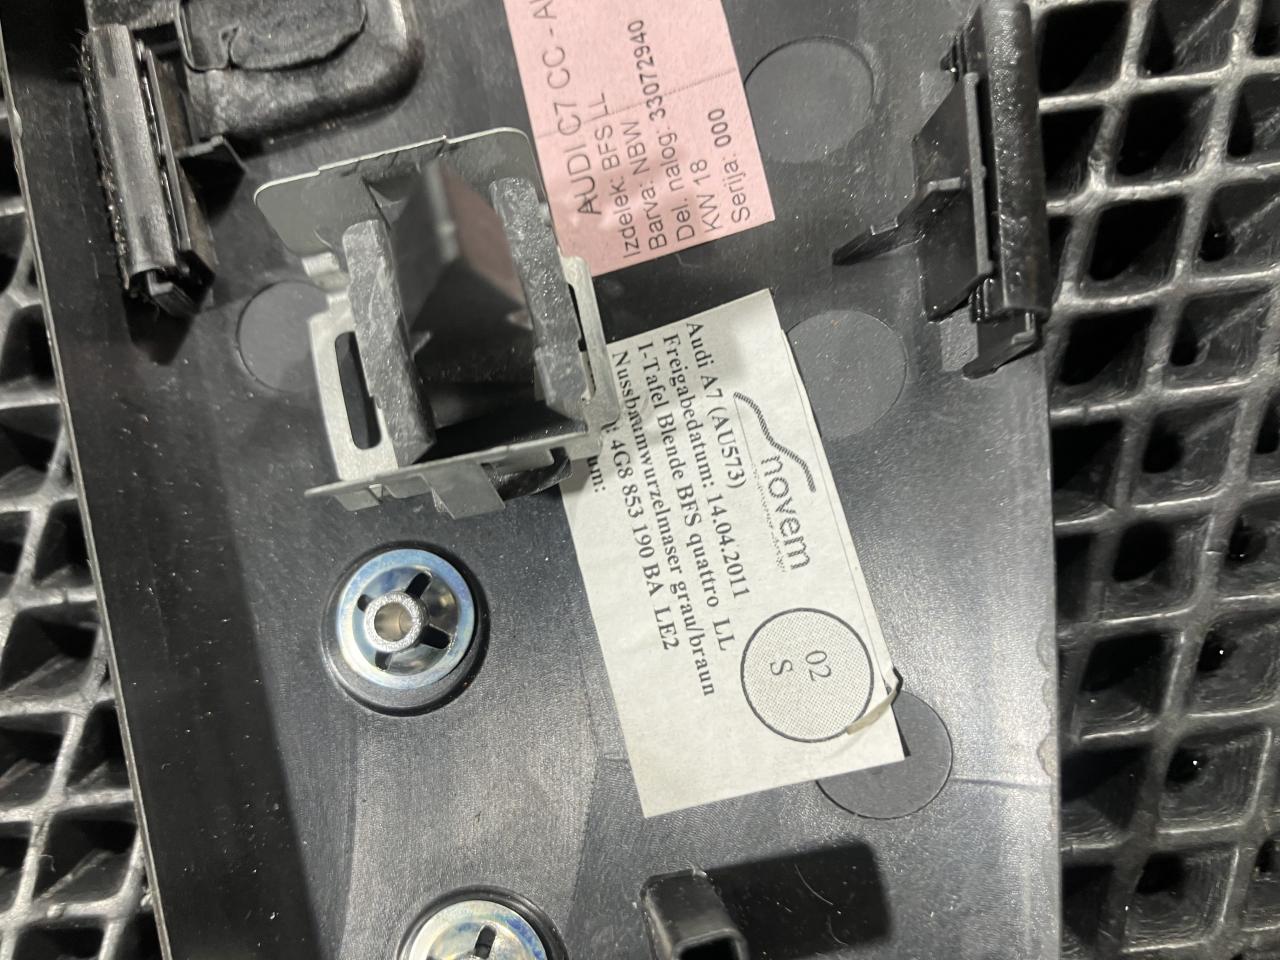 AUDI C7 CC - A
Izdelek: BFS LL
Barva: NBW
Del. nalog: 33072940
KW 18
Serija: 000
novem
Audi A7 (AU573)
Freigabedatum: 14.04.2011
I-Tafel Blende BFS quattro LL
Nussbaumwurzelmaser grau/braun
: 4G8 853 190 BA LE2
um:
02
S